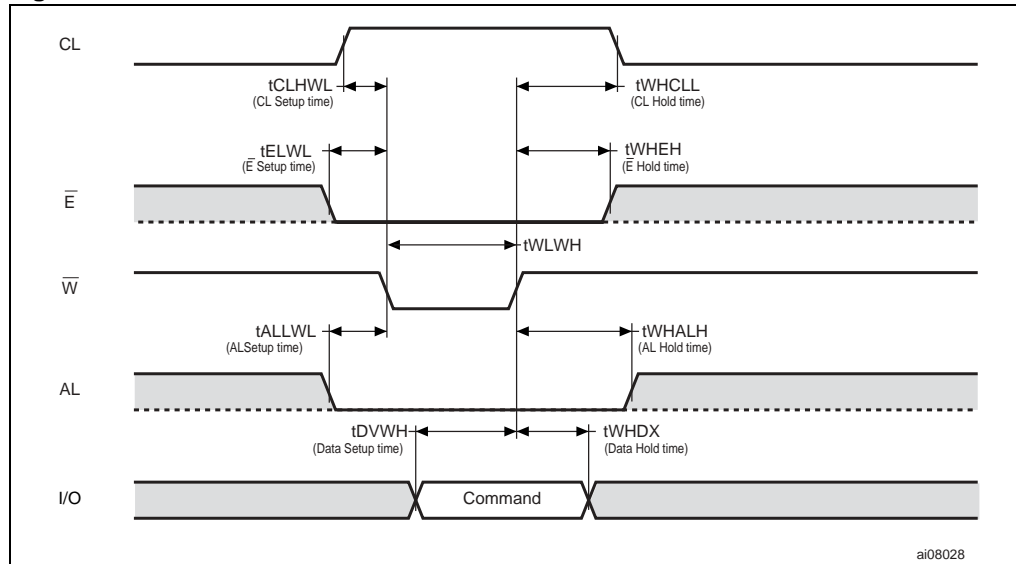 CL
tCLHWL
(CL Setup time)
tWHCLL
(CL Hold time)
tELWL
(E̅ Setup time)
tWHEH
(E̅ Hold time)
E̅
tWLWH
W̅
tALLWL
(ALSetup time)
tWHALH
(AL Hold time)
AL
tDVWH
(Data Setup time)
tWHDX
(Data Hold time)
I/O
Command
ai08028